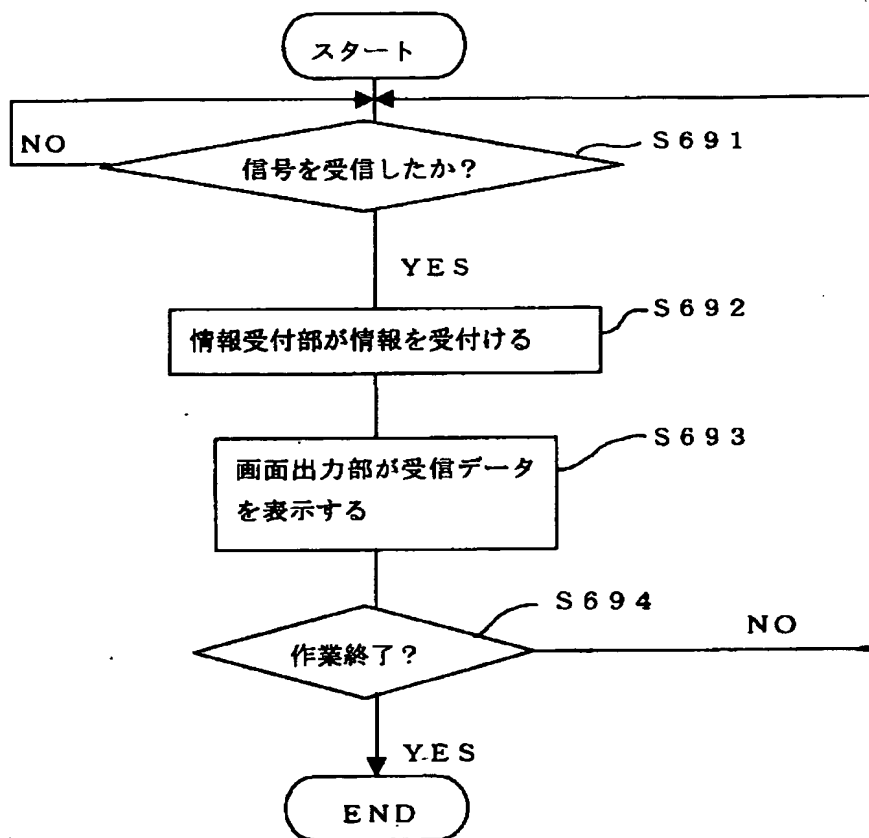 スタート
NO
信号を受信したか？
S691
YES
情報受付部が情報を受付ける
S692
画面出力部が受信データ
を表示する
S693
作業終了？
S694
NO
YES
END